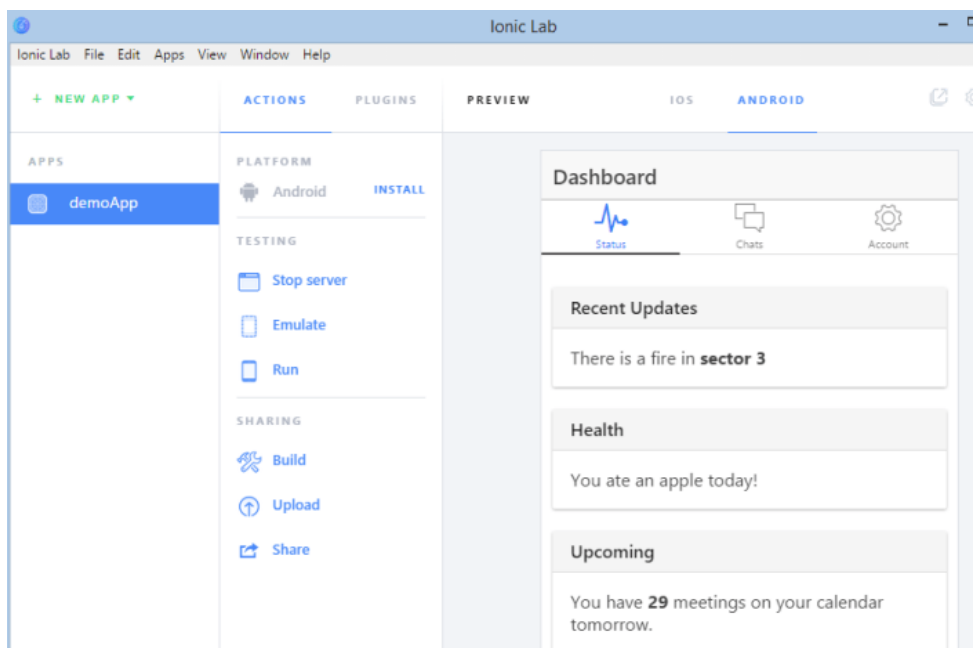 Ionic Lab
Ionic Lab File Edit Apps View Window Help
+ NEW APP
ACTIONS PLUGINS
PREVIEW IOS ANDROID
APPS
demoApp
PLATFORM
Android INSTALL
TESTING
Stop server
Emulate
Run
SHARING
Build
Upload
Share
Dashboard
Status Chats Account
Recent Updates
There is a fire in sector 3
Health
You ate an apple today!
Upcoming
You have 29 meetings on your calendar
tomorrow.